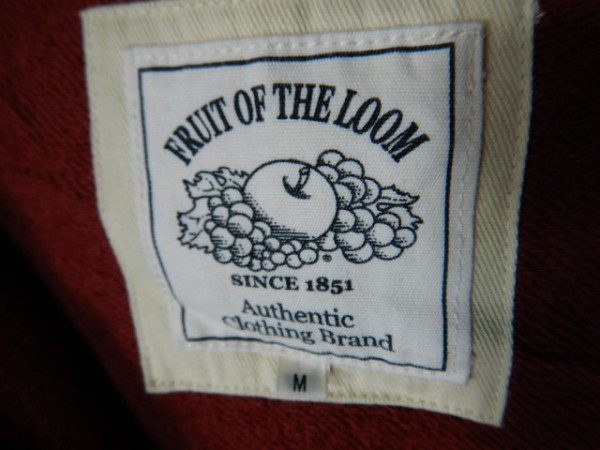 FRUIT OF THE LOOM
®
SINCE 1851
Authentic
Clothing Brand
M